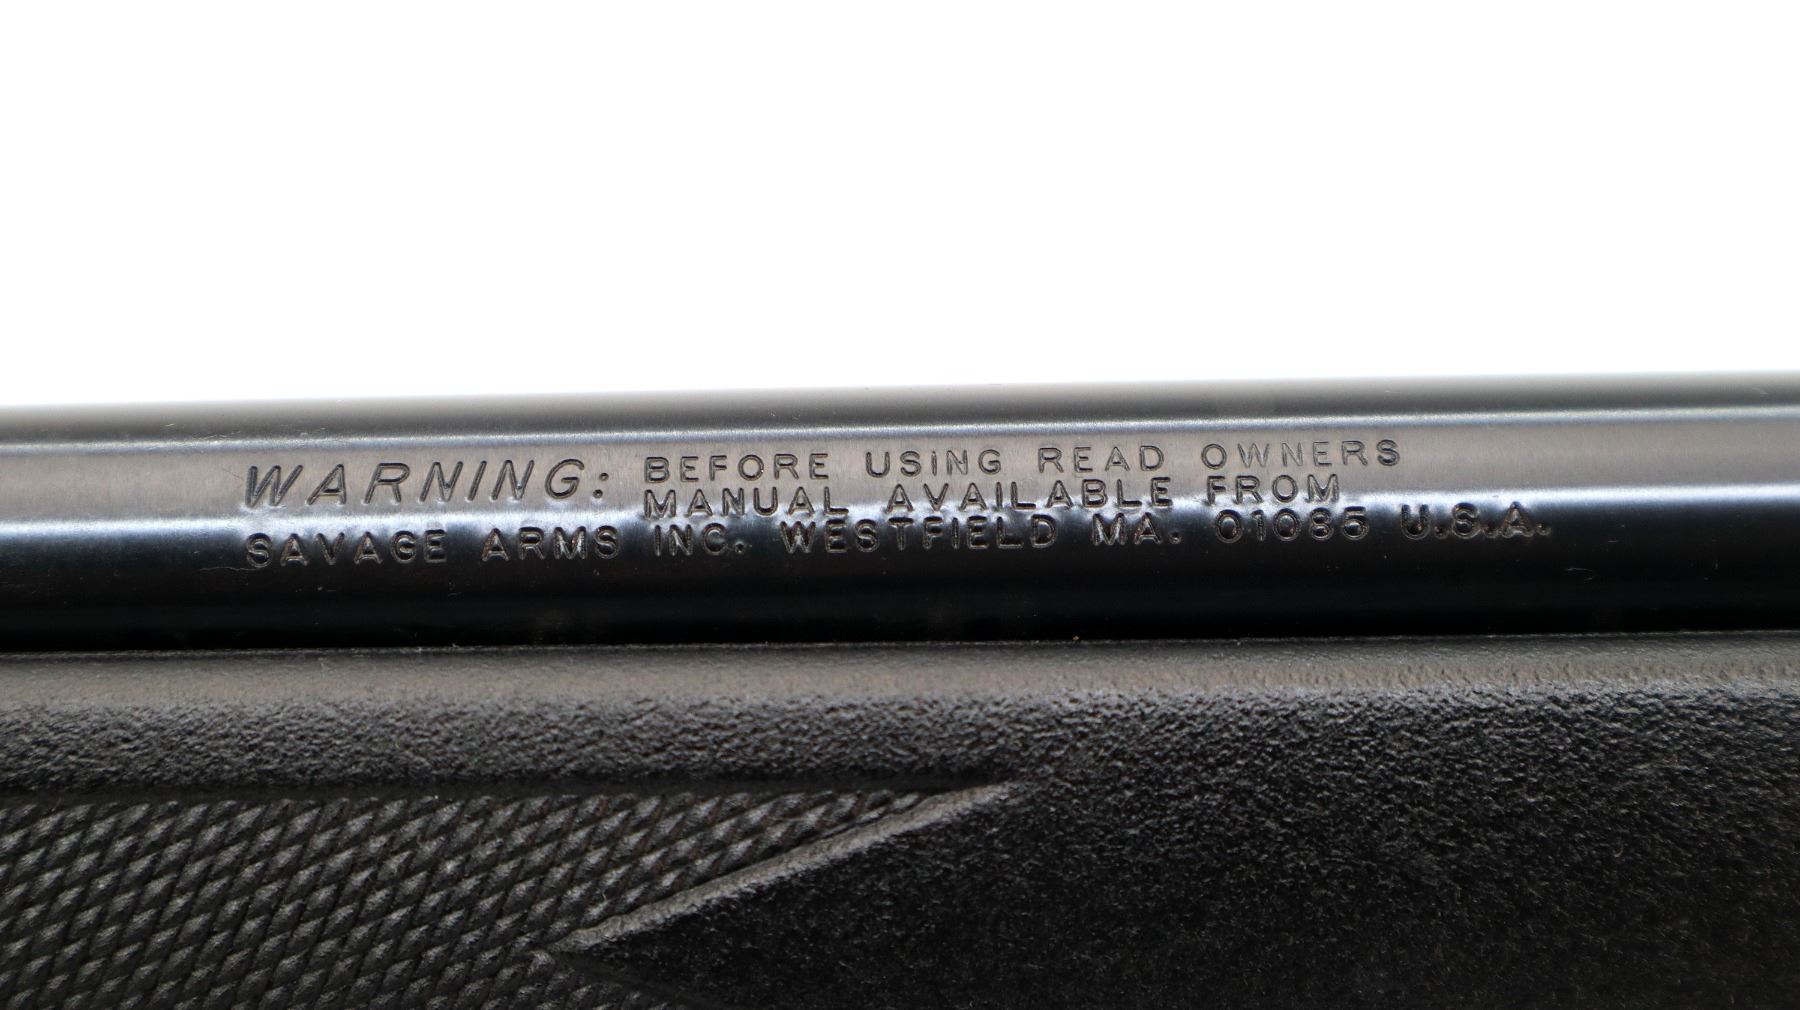 WARNING: BEFORE USING READ OWNERS
MANUAL AVAILABLE FROM
SAVAGE ARMS INC. WESTFIELD MA. 01085 U.S.A.